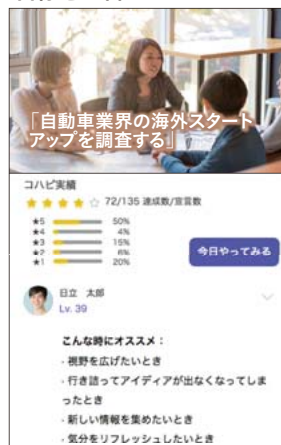 「自動車業界の海外スタート
アップを調査する」
コハピ実績
★★★★☆ 72/135 達成数/宣言数
★5 50%
★4 4%
★3 15%
★2 6%
★1 20%
今日やってみる
日立 太郎
Lv. 39
こんな時にオススメ：
・視野を広げたいとき
・行き詰ってアイディアが出なくなってしま
ったとき
・新しい情報を集めたいとき
・気分をリフレッシュしたいとき